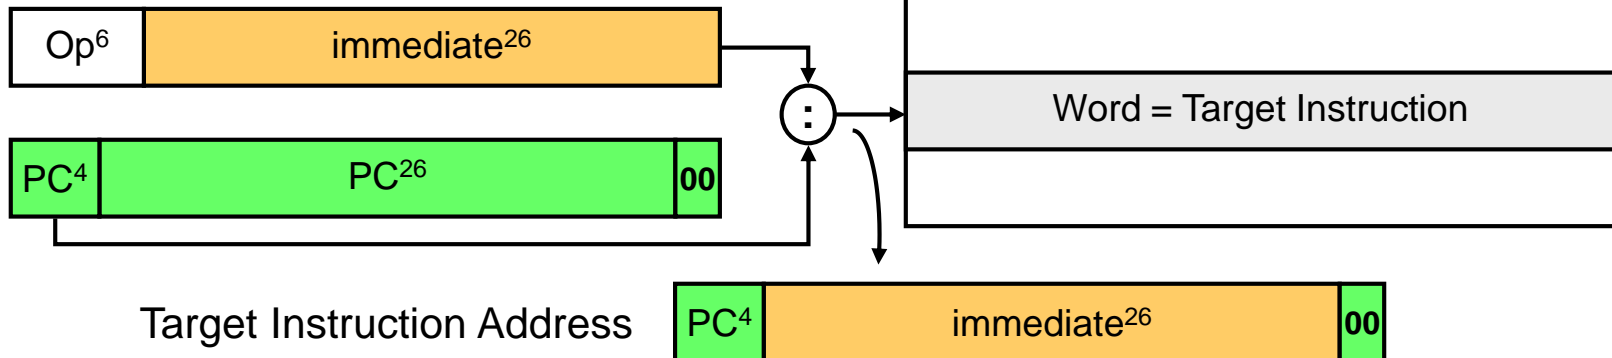 Op⁶ immediate²⁶
:
Word = Target Instruction
PC⁴ PC²⁶ 00
Target Instruction Address PC⁴ immediate²⁶ 00